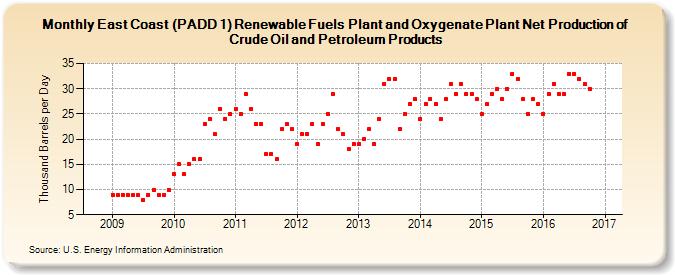 Monthly East Coast (PADD 1) Renewable Fuels Plant and Oxygenate Plant Net Production of
Crude Oil and Petroleum Products
Thousand Barrels per Day
35
30
25
20
15
10
5
2009 2010 2011 2012 2013 2014 2015 2016 2017
Source: U.S. Energy Information Administration